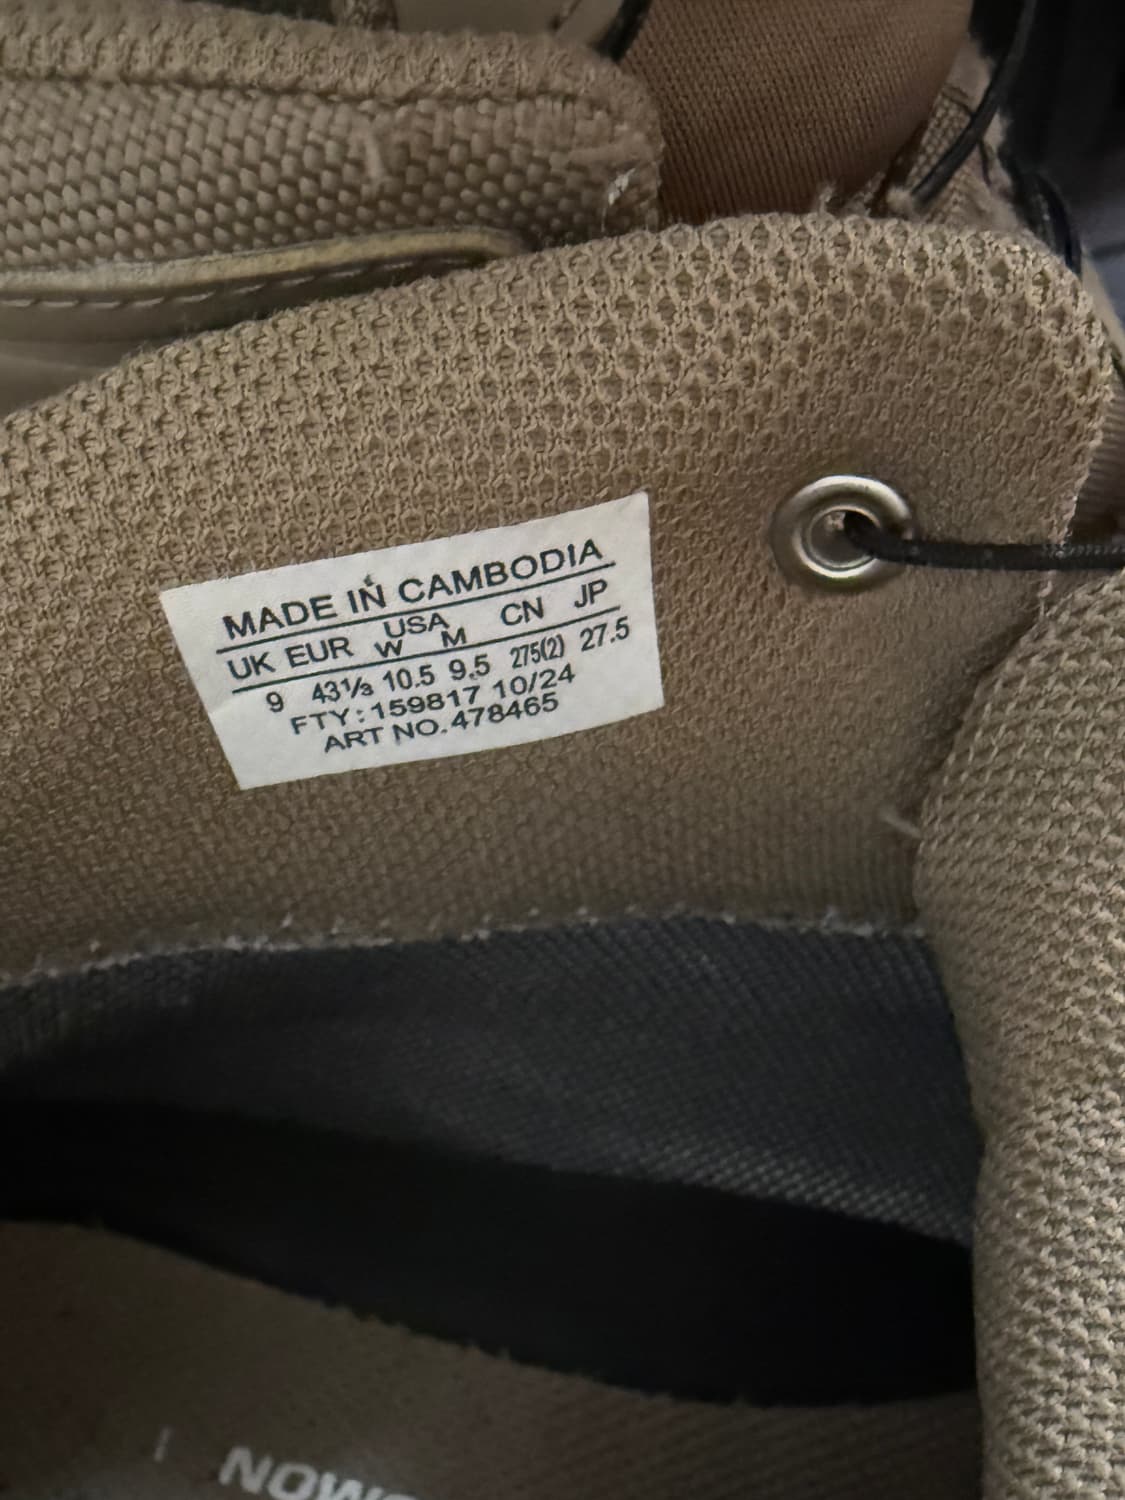 MADE IN CAMBODIA
UK EUR USA CN JP
W M
9 43⅓ 10.5 9.5 275(2) 27.5
FTY:159817 10/24
ART NO.478465